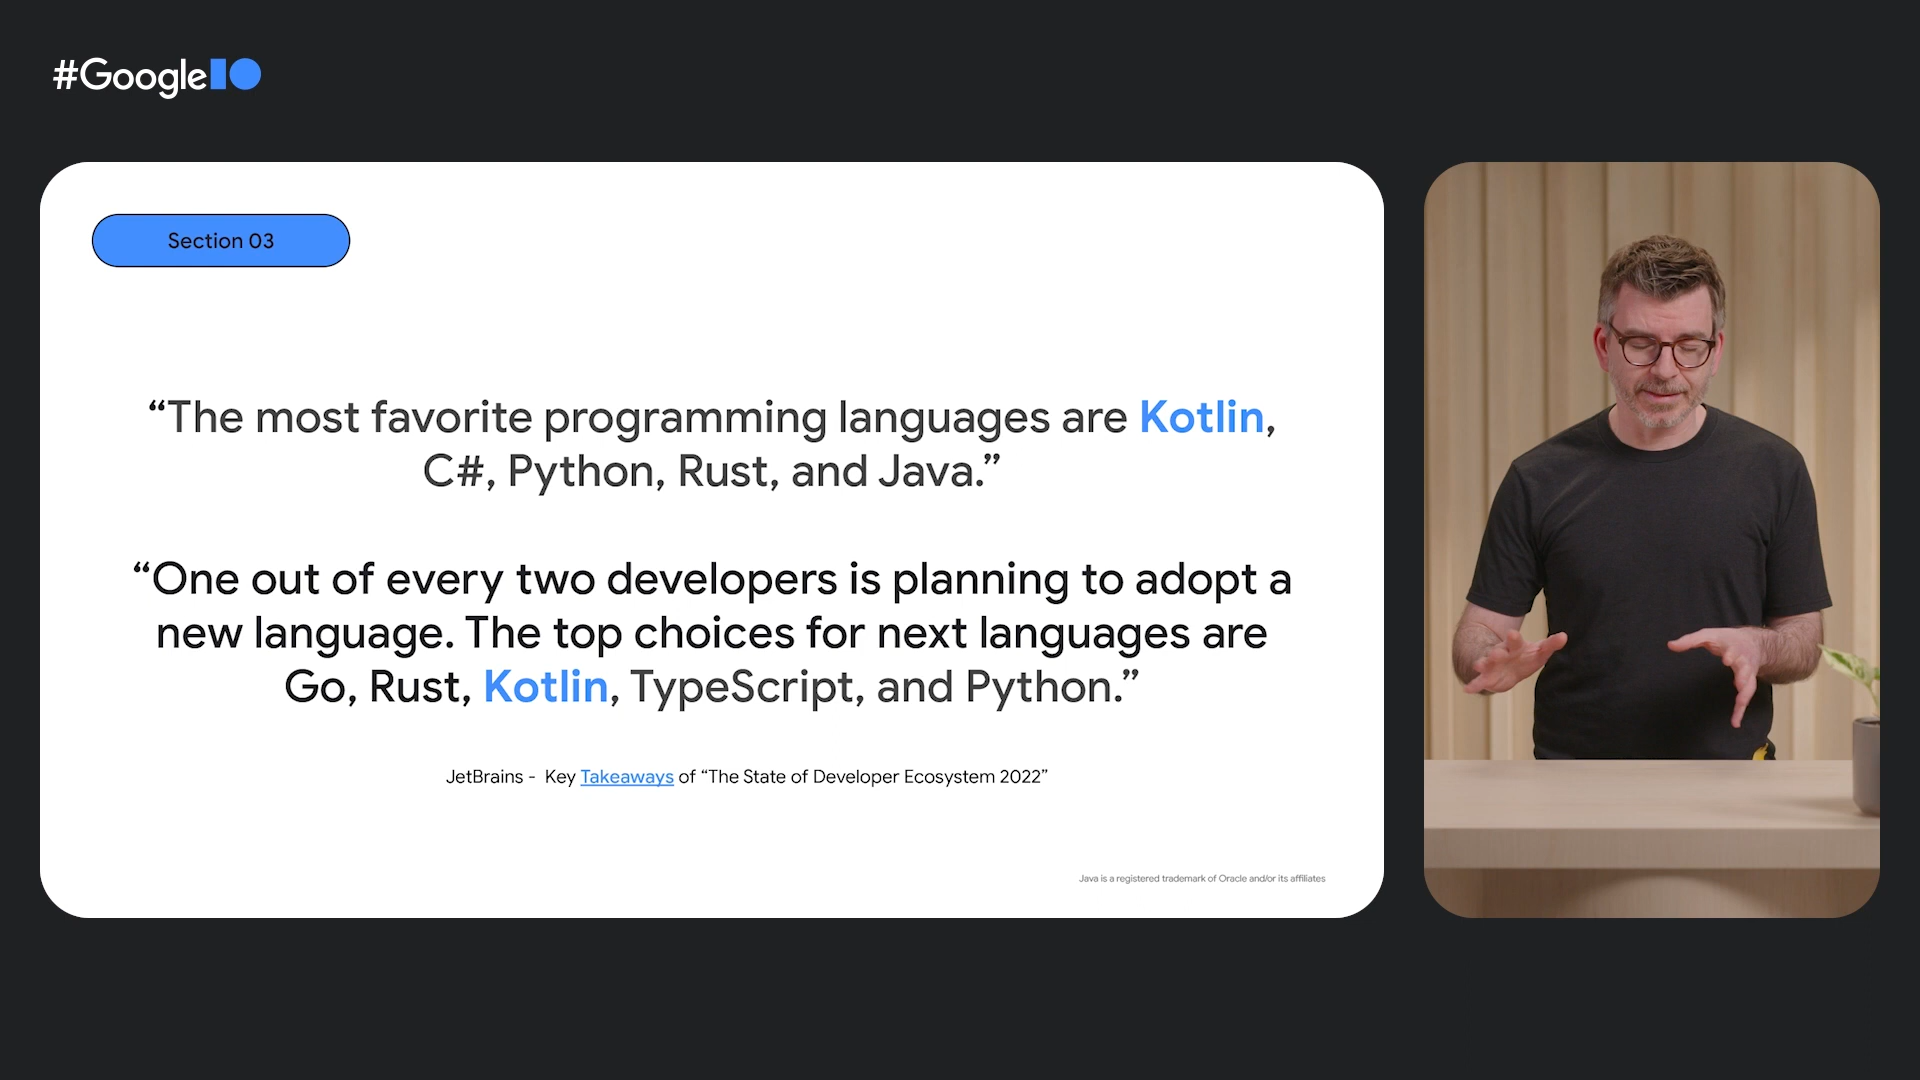 #Google IO
Section 03
“The most favorite programming languages are Kotlin,
C#, Python, Rust, and Java.”
“One out of every two developers is planning to adopt a
new language. The top choices for next languages are
Go, Rust, Kotlin, TypeScript, and Python.”
JetBrains - Key Takeaways of “The State of Developer Ecosystem 2022”
Java is a registered trademark of Oracle and/or its affiliates